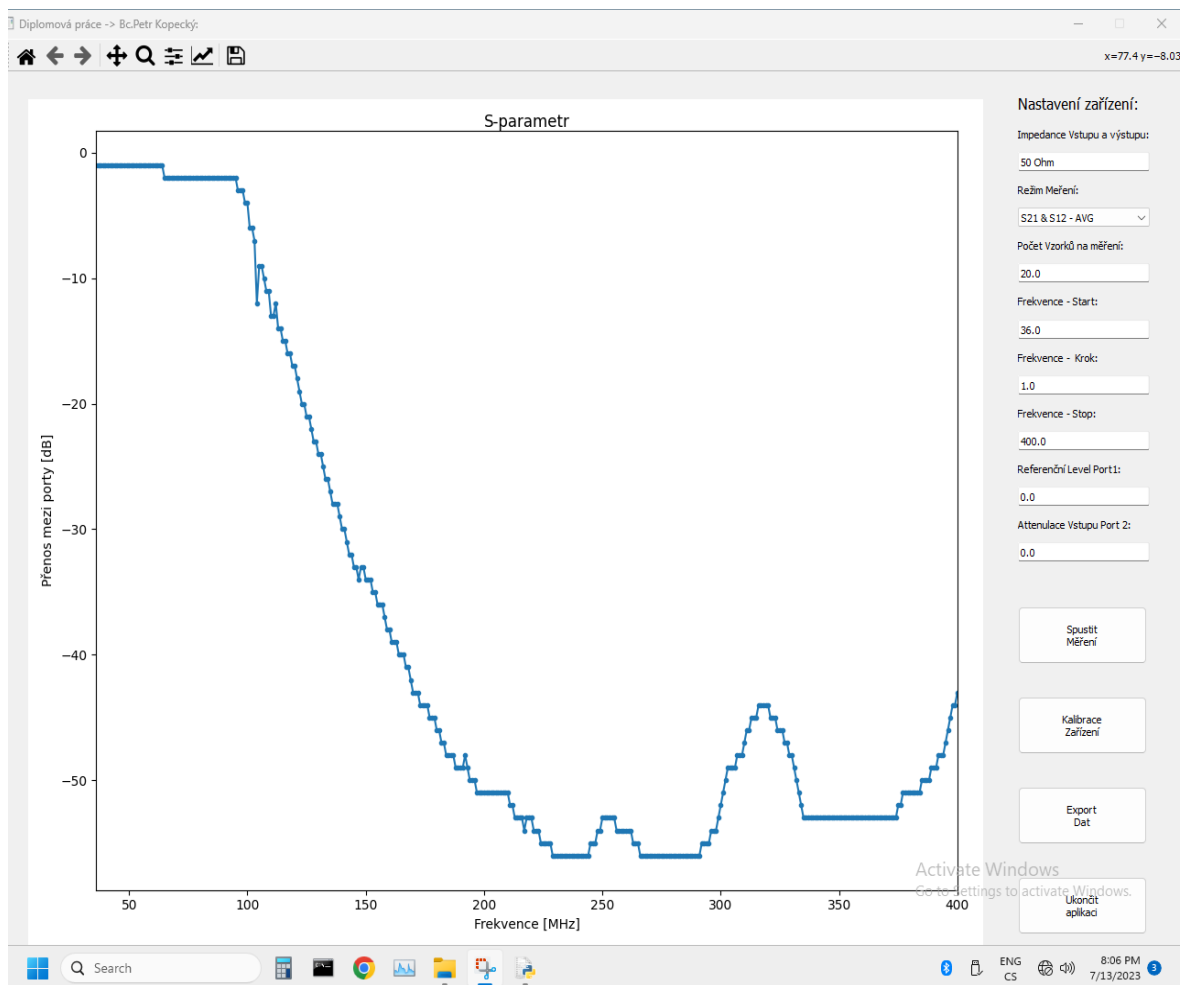 Diplomová práce -> Bc.Petr Kopecký:
x=77.4 y=−8.03
S-parametr
0
−10
−20
−30
−40
−50
Přenos mezi porty [dB]
50
100
150
200
250
300
350
400
Frekvence [MHz]
Nastavení zařízení:
Impedance Vstupu a výstupu:
50 Ohm
Režim Meření:
S21 & S12 - AVG
Počet Vzorků na měření:
20.0
Frekvence - Start:
36.0
Frekvence - Krok:
1.0
Frekvence - Stop:
400.0
Referenční Level Port1:
0.0
Attenulace Vstupu Port 2:
0.0
Spustit
Měření
Kalibrace
Zařízení
Export
Dat
Activate Windows
Go to Settings to activate Windows.
Ukončit
aplikaci
Search
ENG
CS
8:06 PM
7/13/2023
3